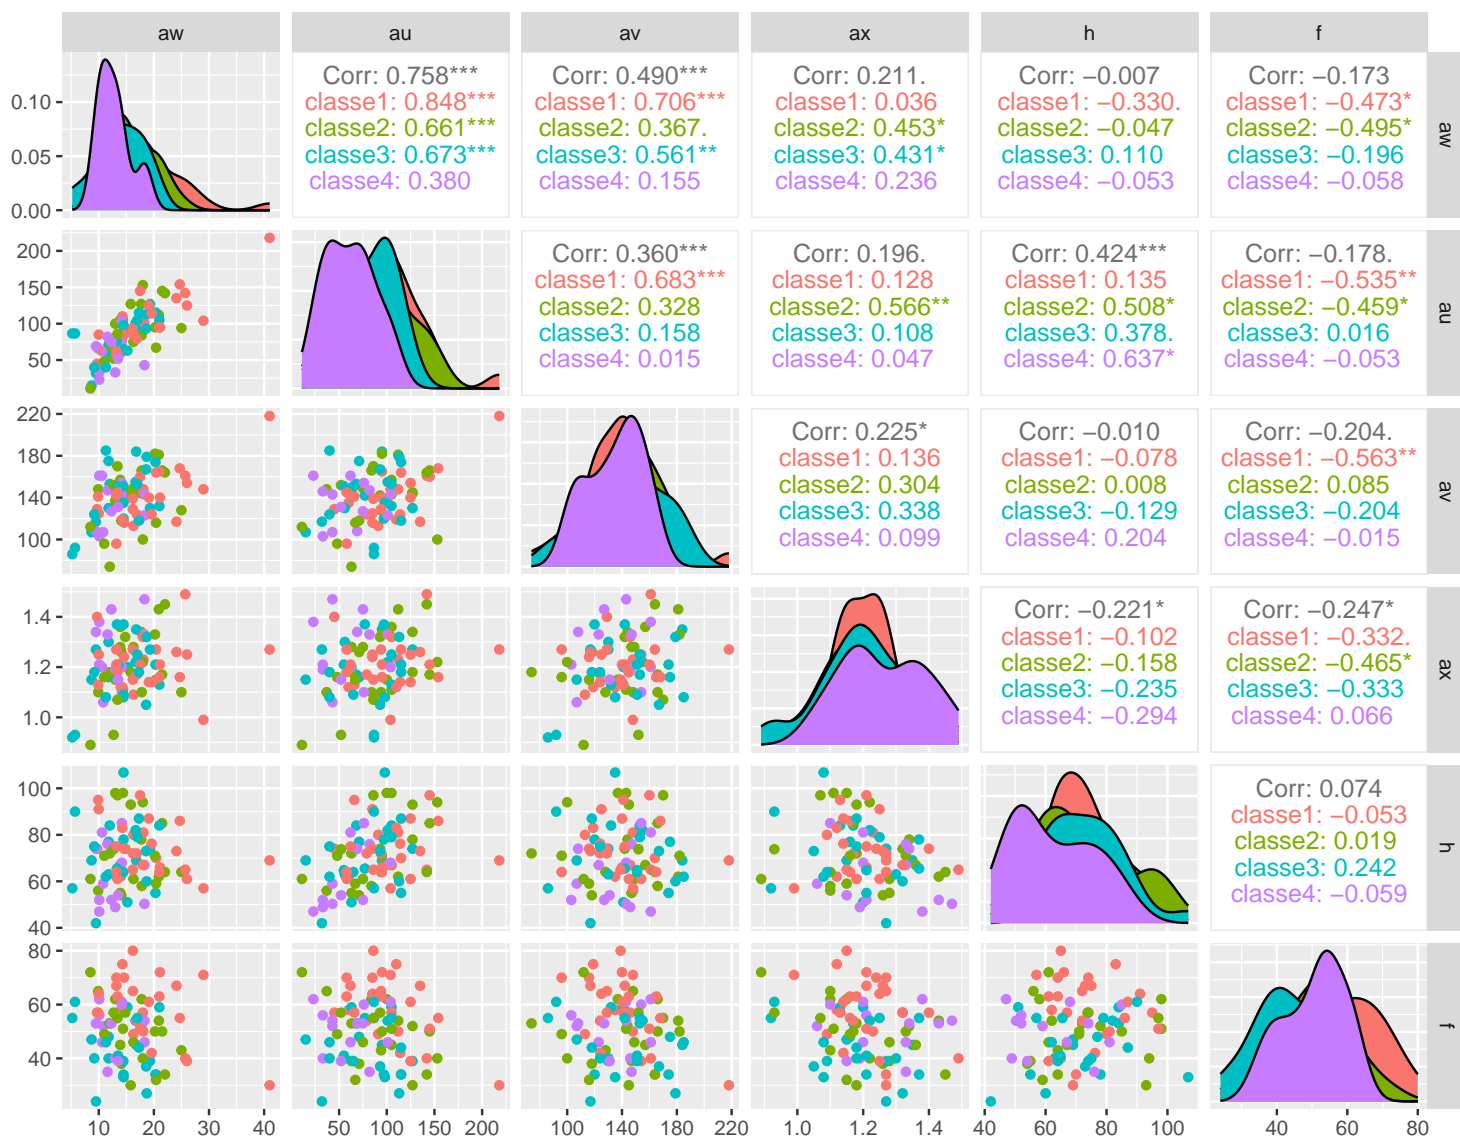 aw au av ax h f
0.10
0.05
0.00
Corr: 0.758***
classe1: 0.848***
classe2: 0.661***
classe3: 0.673***
classe4: 0.380
Corr: 0.490***
classe1: 0.706***
classe2: 0.367.
classe3: 0.561**
classe4: 0.155
Corr: 0.211.
classe1: 0.036
classe2: 0.453*
classe3: 0.431*
classe4: 0.236
Corr: −0.007
classe1: −0.330.
classe2: −0.047
classe3: 0.110
classe4: −0.053
Corr: −0.173
classe1: −0.473*
classe2: −0.495*
classe3: −0.196
classe4: −0.058
aw
200
150
100
50
Corr: 0.360***
classe1: 0.683***
classe2: 0.328
classe3: 0.158
classe4: 0.015
Corr: 0.196.
classe1: 0.128
classe2: 0.566**
classe3: 0.108
classe4: 0.047
Corr: 0.424***
classe1: 0.135
classe2: 0.508*
classe3: 0.378.
classe4: 0.637*
Corr: −0.178.
classe1: −0.535**
classe2: −0.459*
classe3: 0.016
classe4: −0.053
au
220
180
140
100
Corr: 0.225*
classe1: 0.136
classe2: 0.304
classe3: 0.338
classe4: 0.099
Corr: −0.010
classe1: −0.078
classe2: 0.008
classe3: −0.129
classe4: 0.204
Corr: −0.204.
classe1: −0.563**
classe2: 0.085
classe3: −0.204
classe4: −0.015
av
1.4
1.2
1.0
Corr: −0.221*
classe1: −0.102
classe2: −0.158
classe3: −0.235
classe4: −0.294
Corr: −0.247*
classe1: −0.332.
classe2: −0.465*
classe3: −0.333
classe4: 0.066
ax
100
80
60
40
Corr: 0.074
classe1: −0.053
classe2: 0.019
classe3: 0.242
classe4: −0.059
h
80
60
40
f
10 20 30 40 50 100 150 200 100 140 180 220 1.0 1.2 1.4 40 60 80 100 40 60 80